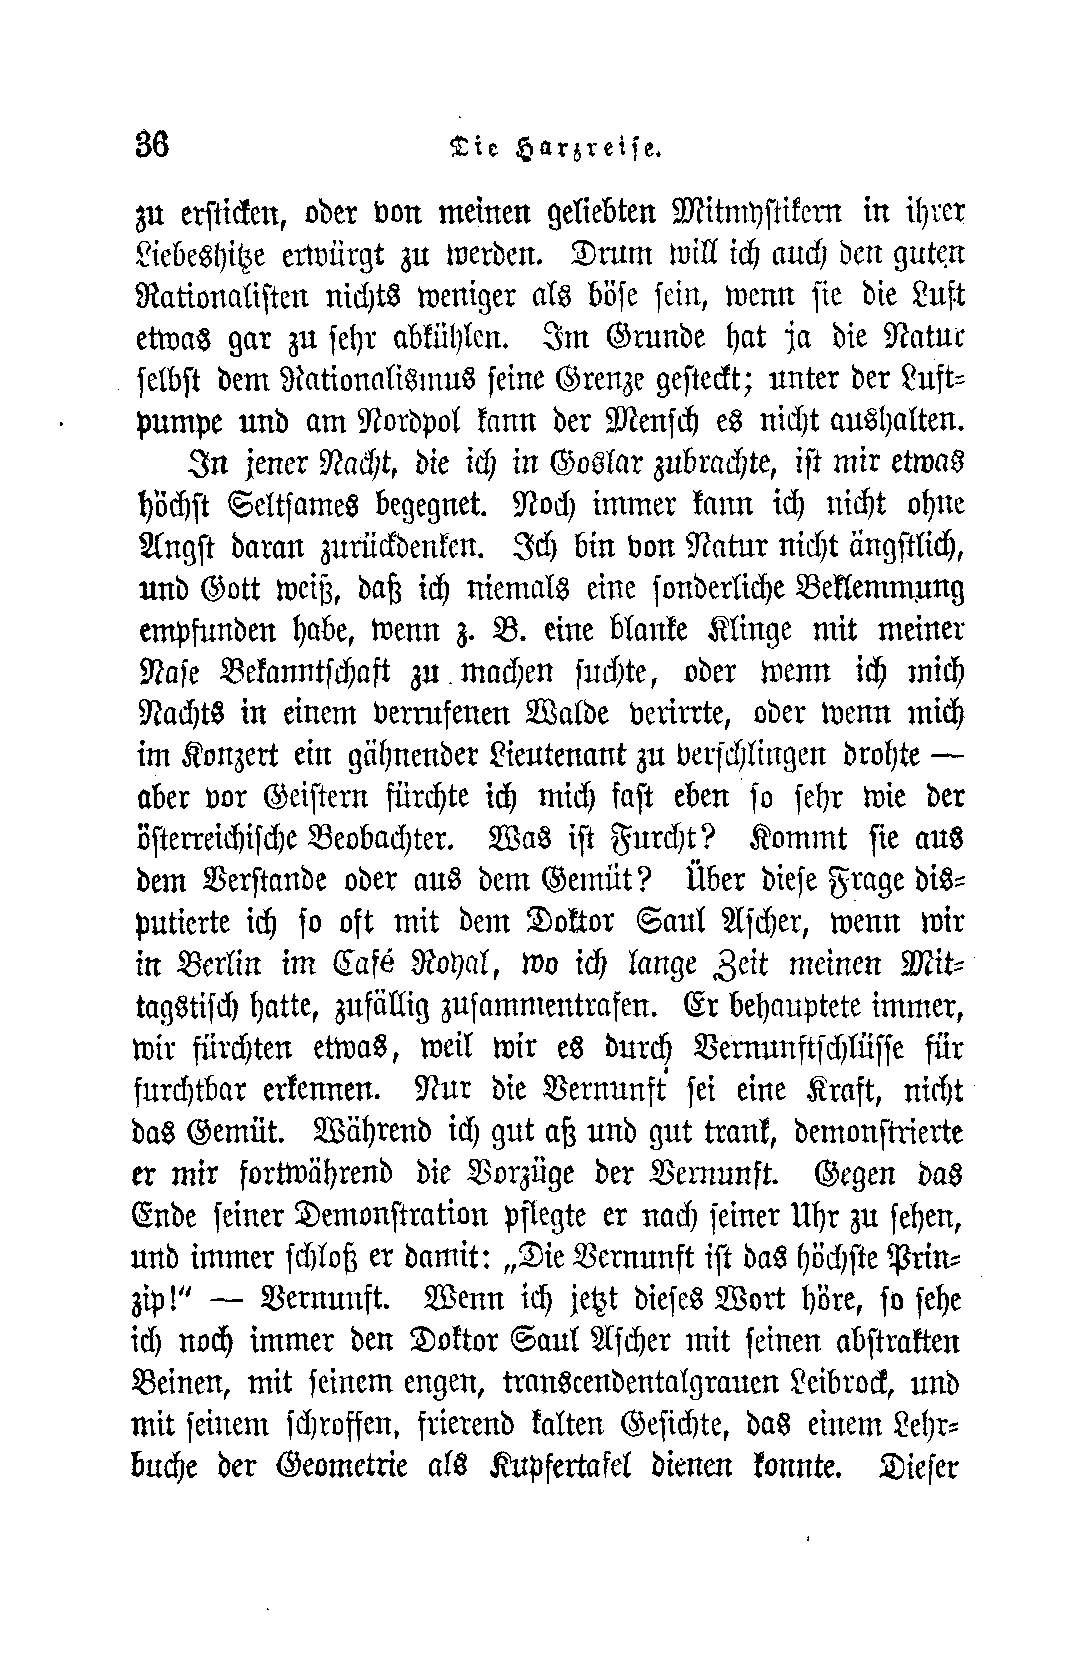 36 Die Harzreise.
zu ersticken, oder von meinen geliebten Mitmystikern in ihrer
Liebeshitze erwürgt zu werden. Drum will ich auch den guten
Rationalisten nichts weniger als böse sein, wenn sie die Luft
etwas gar zu sehr abkühlen. Im Grunde hat ja die Natur
selbst dem Rationalismus seine Grenze gesteckt; unter der Luft-
pumpe und am Nordpol kann der Mensch es nicht aushalten.
In jener Nacht, die ich in Goslar zubrachte, ist mir etwas
höchst Seltsames begegnet. Noch immer kann ich nicht ohne
Angst daran zurückdenken. Ich bin von Natur nicht ängstlich,
und Gott weiß, daß ich niemals eine sonderliche Beklemmung
empfunden habe, wenn z. B. eine blanke Klinge mit meiner
Nase Bekanntschaft zu machen suchte, oder wenn ich mich
Nachts in einem verrufenen Walde verirrte, oder wenn mich
im Konzert ein gähnender Lieutenant zu verschlingen drohte —
aber vor Geistern fürchte ich mich fast eben so sehr wie der
österreichische Beobachter. Was ist Furcht? Kommt sie aus
dem Verstande oder aus dem Gemüt? Über diese Frage dis-
putierte ich so oft mit dem Doktor Saul Ascher, wenn wir
in Berlin im Café Royal, wo ich lange Zeit meinen Mit-
tagstisch hatte, zufällig zusammentrafen. Er behauptete immer,
wir fürchten etwas, weil wir es durch Vernunftschlüsse für
furchtbar erkennen. Nur die Vernunft sei eine Kraft, nicht
das Gemüt. Während ich gut aß und gut trank, demonstrierte
er mir fortwährend die Vorzüge der Vernunft. Gegen das
Ende seiner Demonstration pflegte er nach seiner Uhr zu sehen,
und immer schloß er damit: „Die Vernunft ist das höchste Prin-
zip!“ — Vernunft. Wenn ich jetzt dieses Wort höre, so sehe
ich noch immer den Doktor Saul Ascher mit seinen abstrakten
Beinen, mit seinem engen, transcendentalgrauen Leibrock, und
mit seinem schroffen, frierend kalten Gesichte, das einem Lehr-
buche der Geometrie als Kupfertafel dienen konnte. Dieser